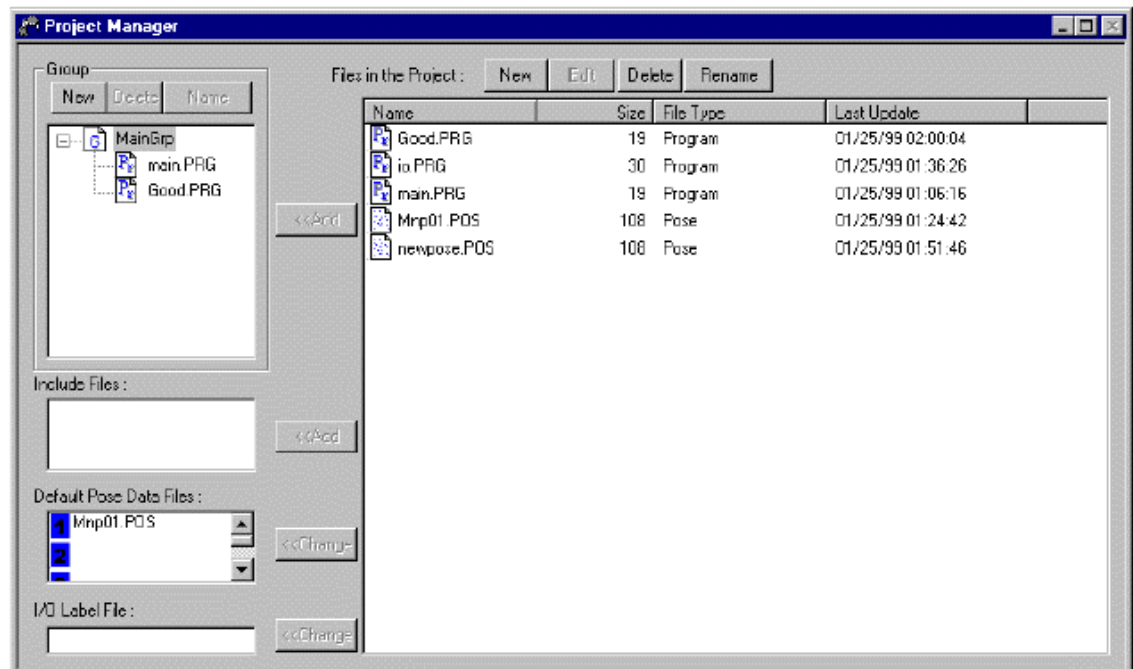 Project Manager
Group
New Delete Name
MainGrp
main.PRG
Good.PRG
Include Files :
Default Pose Data Files :
1 Mnp01.POS
2
I/O Label File :
<<Add
<<Add
<<Change
<<Change
Files in the Project : New Edit Delete Rename
Name Size File Type Last Update
Good.PRG 19 Program 01/25/99 02:00:04
io.PRG 30 Program 01/25/99 01:36:26
main.PRG 19 Program 01/25/99 01:06:16
Mnp01.POS 108 Pose 01/25/99 01:24:42
newpose.POS 108 Pose 01/25/99 01:51:46